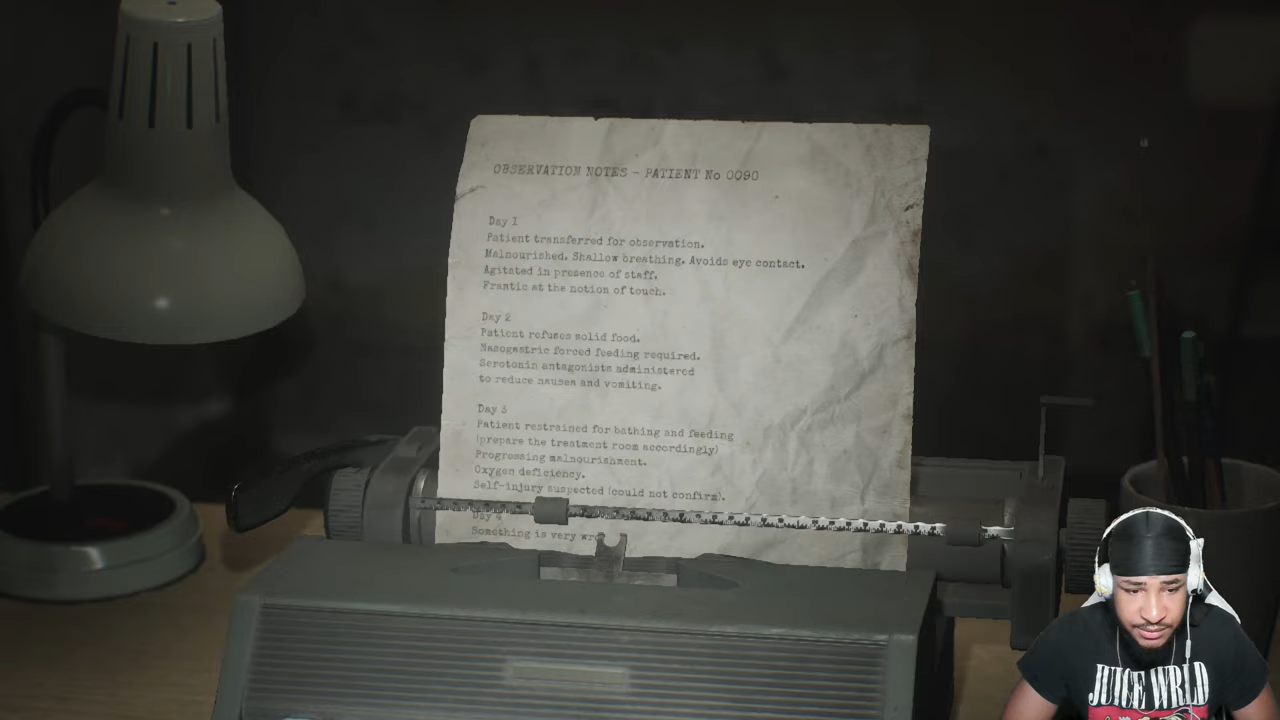 OBSERVATION NOTES - PATIENT No 0090
Day 1
Patient transferred for observation.
Malnourished. Shallow breathing. Avoids eye contact.
Agitated in presence of staff.
Frantic at the notion of touch.
Day 2
Patient refuses solid food.
Nasogastric forced feeding required.
Serotonin antagonists administered
to reduce nausea and vomiting.
Day 3
Patient restrained for bathing and feeding
(prepare the treatment room accordingly)
Progressing malnourishment.
Oxygen deficiency.
Self-injury suspected (could not confirm).
Day 4
Something is very
JUICE WRLD